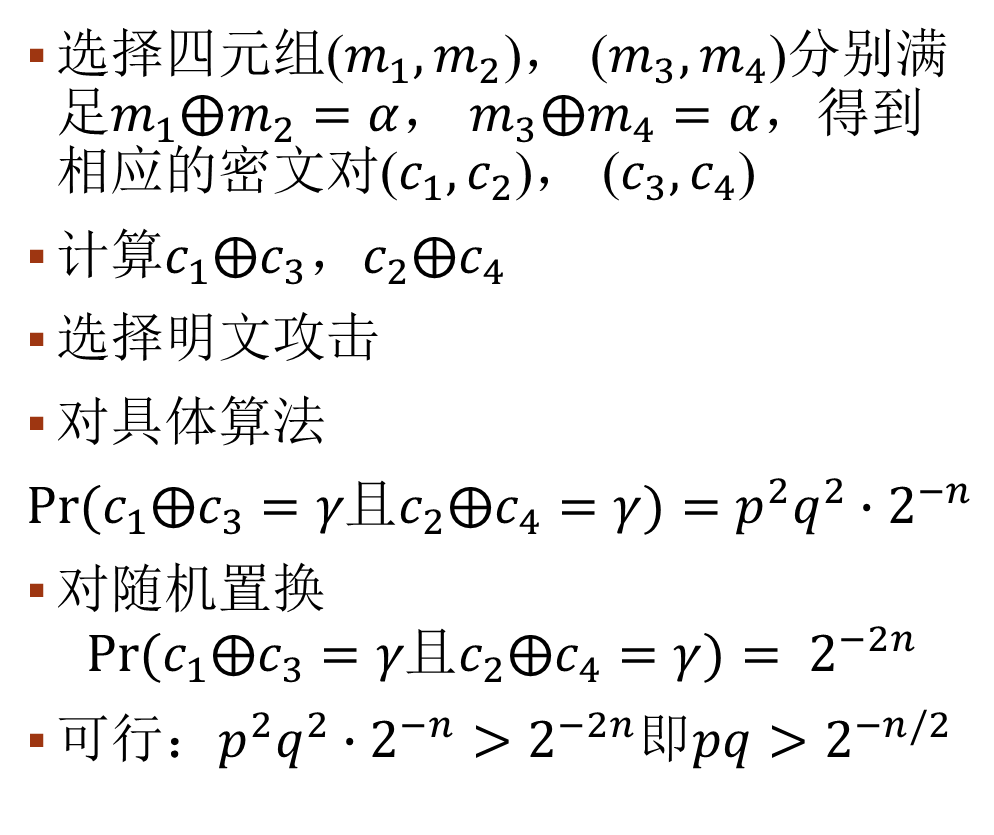 ▪ 选择四元组(m₁,m₂)， (m₃,m₄)分别满
足m₁⊕m₂ = α， m₃⊕m₄ = α，得到
相应的密文对(c₁,c₂)， (c₃,c₄)
▪ 计算c₁⊕c₃，c₂⊕c₄
▪ 选择明文攻击
▪ 对具体算法
Pr(c₁⊕c₃ = γ且c₂⊕c₄ = γ) = p²q² · 2⁻ⁿ
▪ 对随机置换
Pr(c₁⊕c₃ = γ且c₂⊕c₄ = γ) = 2⁻²ⁿ
▪ 可行：p²q² · 2⁻ⁿ > 2⁻²ⁿ即pq > 2^{-n/2}